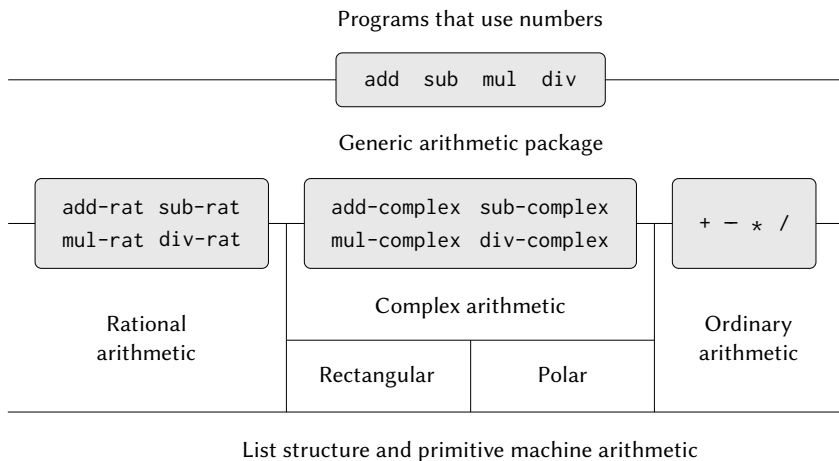 Programs that use numbers
add sub mul div
Generic arithmetic package
add-rat sub-rat
mul-rat div-rat
add-complex sub-complex
mul-complex div-complex
+ − * /
Rational
arithmetic
Complex arithmetic
Rectangular
Polar
Ordinary
arithmetic
List structure and primitive machine arithmetic